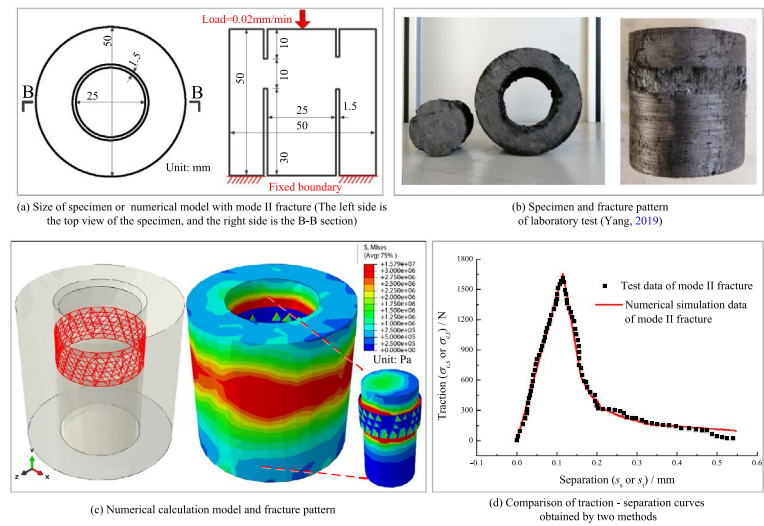 50
1.5
25
B
B
Unit: mm
Load=0.02mm/min
10
10
50
25
1.5
50
30
Fixed boundary
(a) Size of specimen or numerical model with mode II fracture (The left side is
the top view of the specimen, and the right side is the B-B section)
(b) Specimen and fracture pattern
of laboratory test (Yang, 2019)
S, Mises
(Avg: 75%)
+1.579e+07
+3.000e+06
+2.750e+06
+2.500e+06
+2.250e+06
+2.000e+06
+1.750e+06
+1.500e+06
+1.250e+06
+1.000e+06
+7.500e+05
+5.000e+05
+2.500e+05
+0.000e+00
Unit: Pa
Y
Z
X
(c) Numerical calculation model and fracture pattern
1800
1500
1200
900
600
300
0
Traction (σc,s or σc,t) / N
Test data of mode II fracture
Numerical simulation data
of mode II fracture
-0.1
0.0
0.1
0.2
0.3
0.4
0.5
0.6
Separation (ss or st) / mm
(d) Comparison of traction - separation curves
obtained by two methods